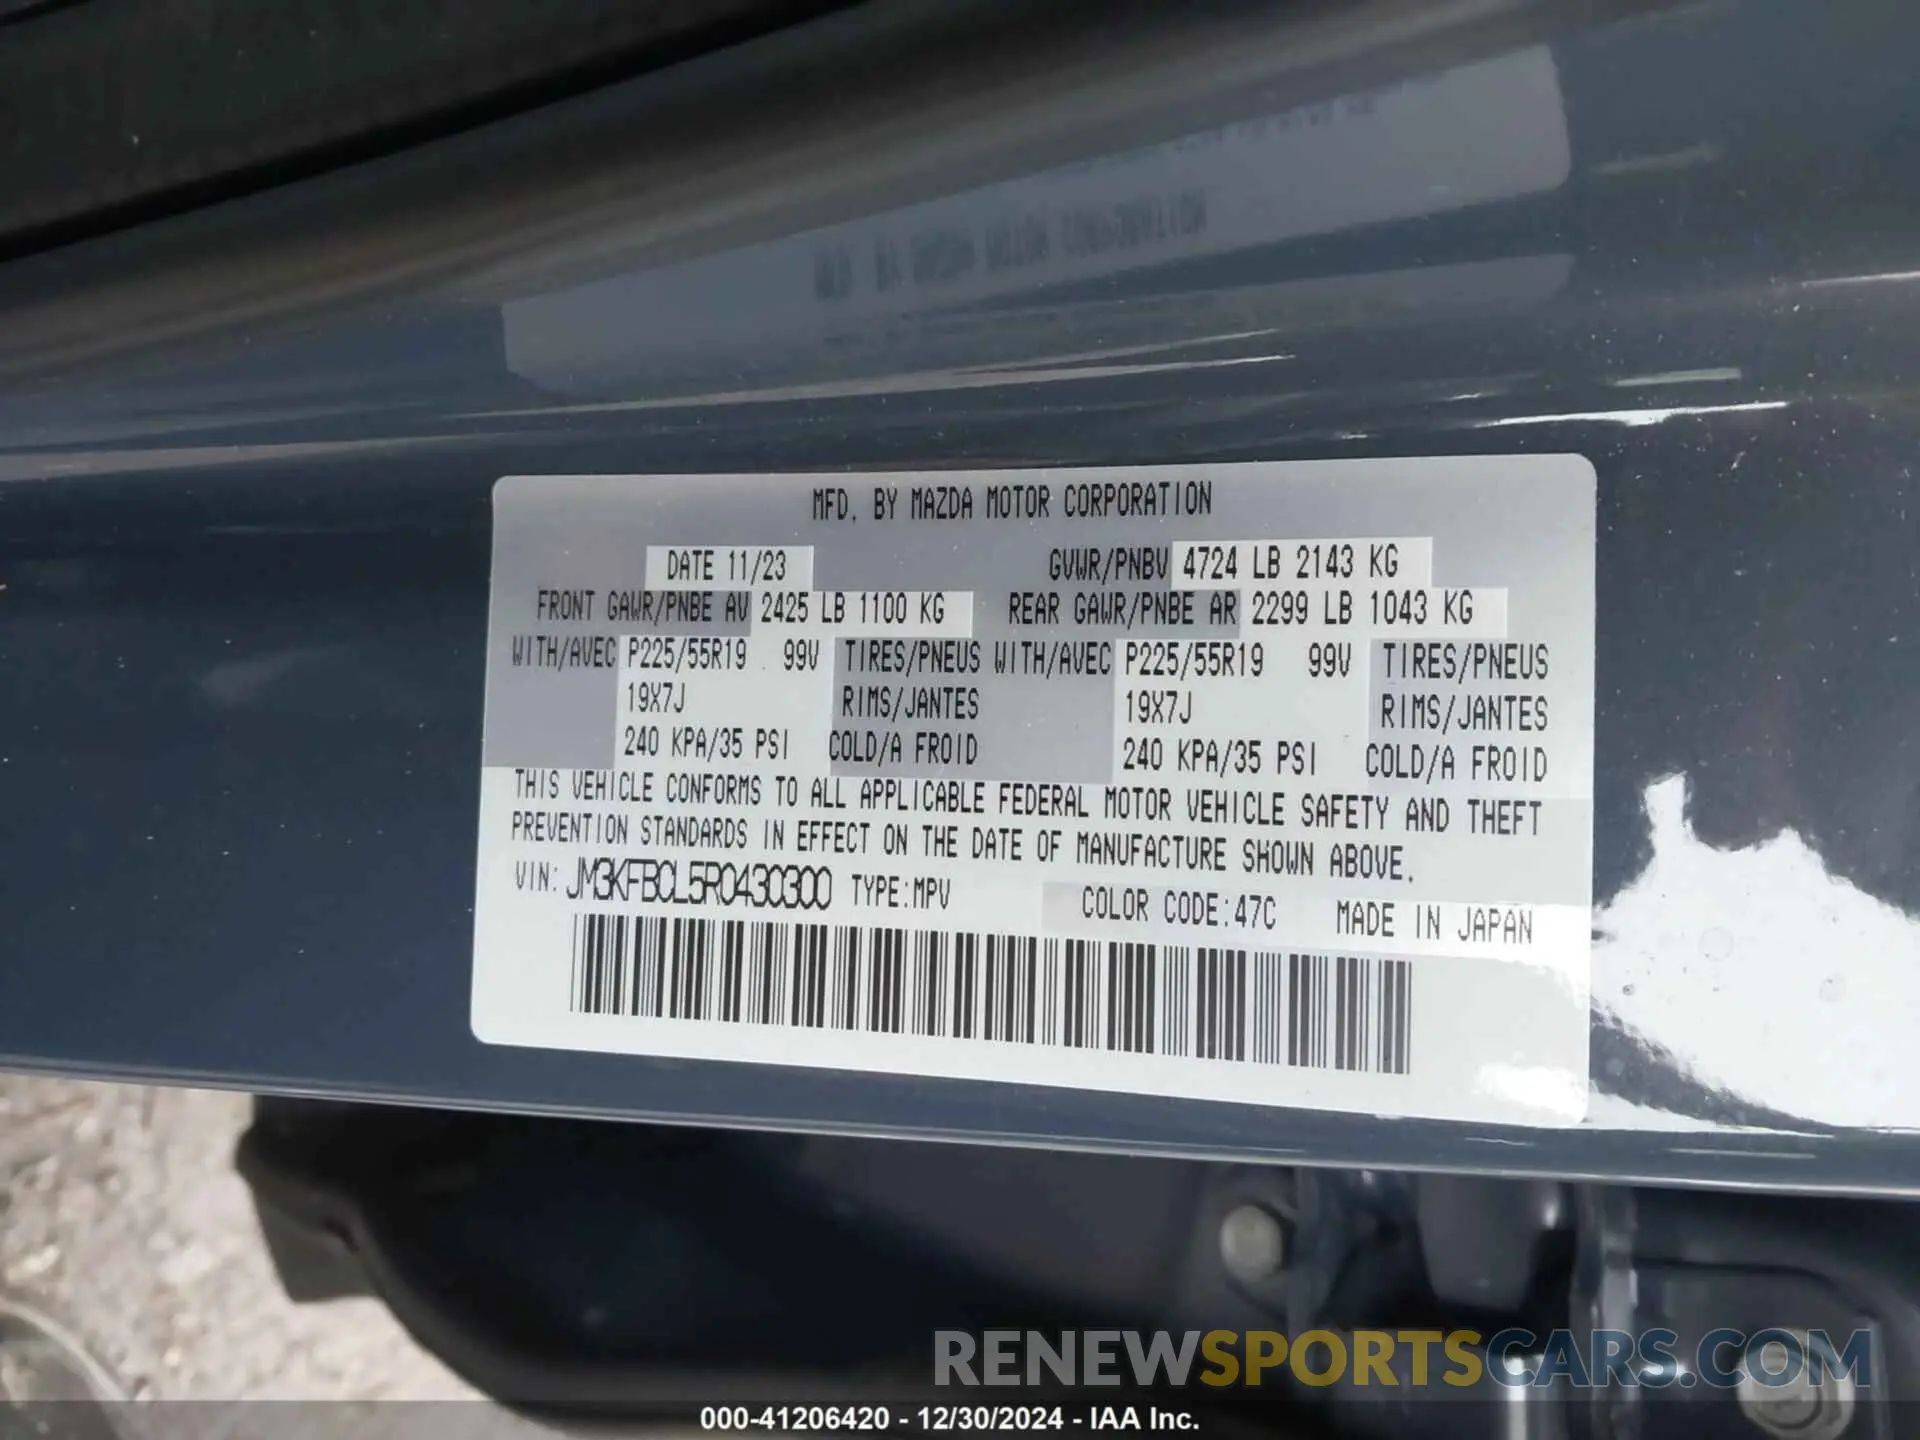 MFD. BY MAZDA MOTOR CORPORATION
DATE 11/23 GVWR/PNBV 4724 LB 2143 KG
FRONT GAWR/PNBE AV 2425 LB 1100 KG REAR GAWR/PNBE AR 2299 LB 1043 KG
WITH/AVEC P225/55R19 99V TIRES/PNEUS WITH/AVEC P225/55R19 99V TIRES/PNEUS
19X7J RIMS/JANTES 19X7J RIMS/JANTES
240 KPA/35 PSI COLD/A FROID 240 KPA/35 PSI COLD/A FROID
THIS VEHICLE CONFORMS TO ALL APPLICABLE FEDERAL MOTOR VEHICLE SAFETY AND THEFT
PREVENTION STANDARDS IN EFFECT ON THE DATE OF MANUFACTURE SHOWN ABOVE.
VIN: JM3KFBCL5R0430300 TYPE:MPV COLOR CODE:47C MADE IN JAPAN
RENEWSPORTSCARS.COM
000-41206420 - 12/30/2024 - IAA Inc.